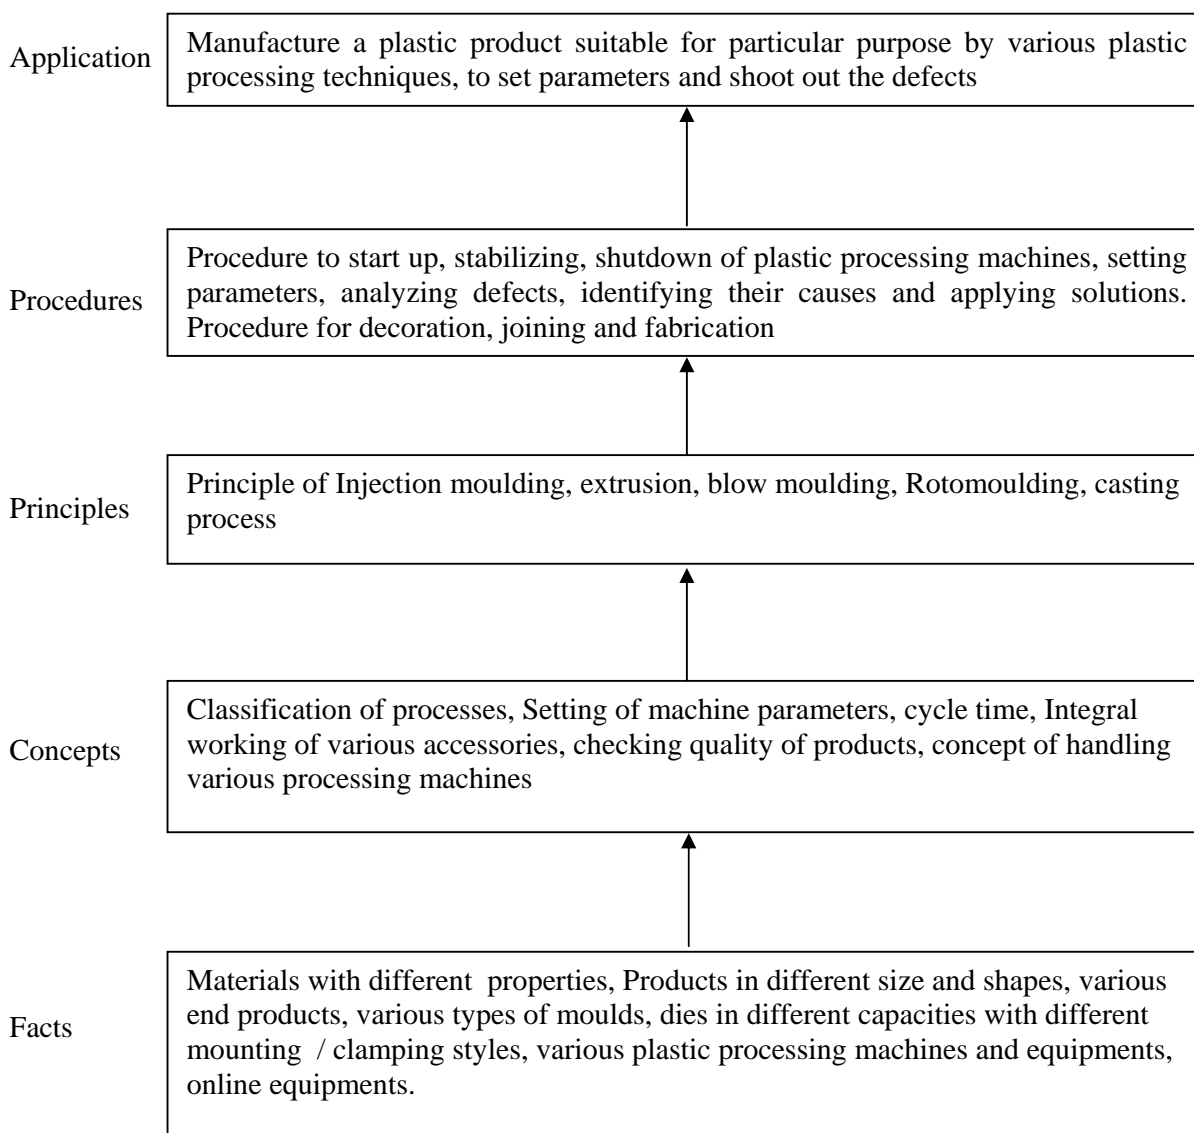 Application
Manufacture a plastic product suitable for particular purpose by various plastic
processing techniques, to set parameters and shoot out the defects
Procedures
Procedure to start up, stabilizing, shutdown of plastic processing machines, setting
parameters, analyzing defects, identifying their causes and applying solutions.
Procedure for decoration, joining and fabrication
Principles
Principle of Injection moulding, extrusion, blow moulding, Rotomoulding, casting
process
Concepts
Classification of processes, Setting of machine parameters, cycle time, Integral
working of various accessories, checking quality of products, concept of handling
various processing machines
Facts
Materials with different  properties, Products in different size and shapes, various
end products, various types of moulds, dies in different capacities with different
mounting  / clamping styles, various plastic processing machines and equipments,
online equipments.